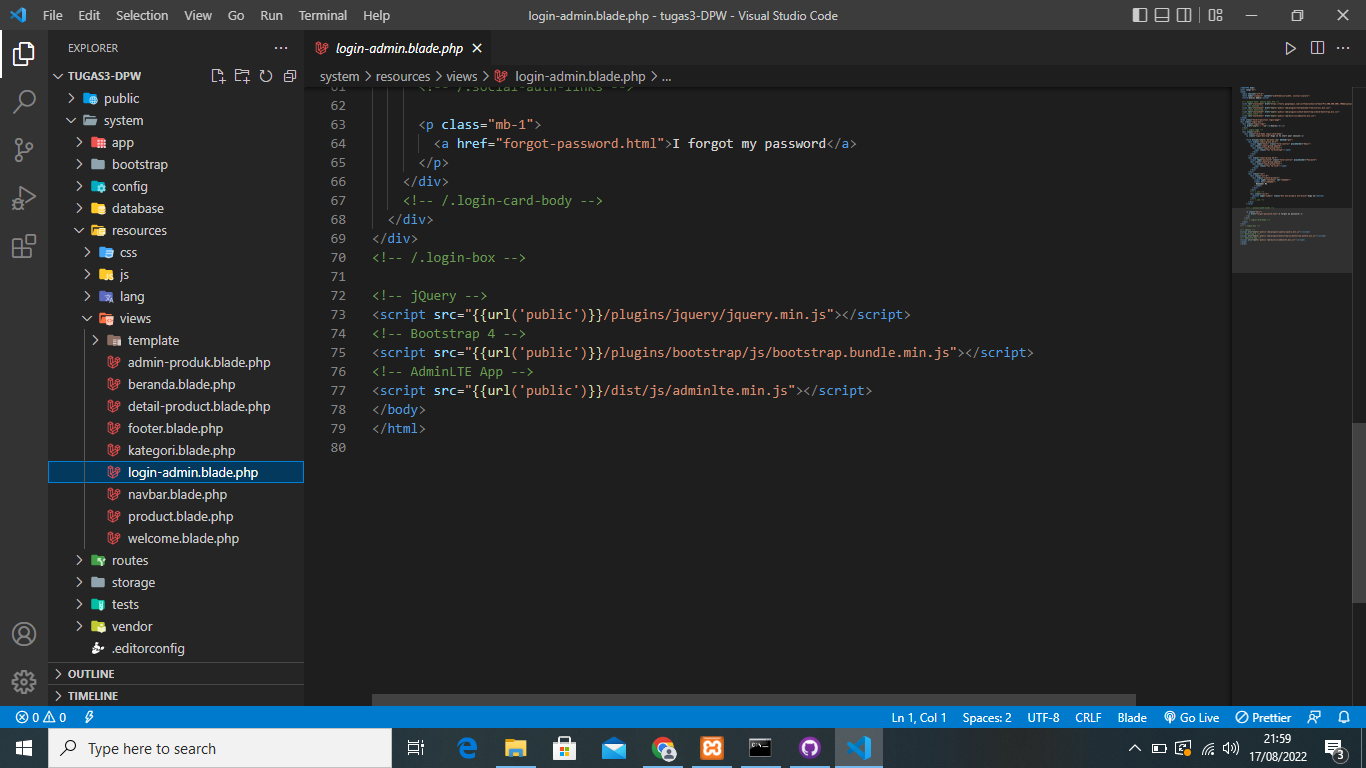 File Edit Selection View Go Run Terminal Help login-admin.blade.php - tugas3-DPW - Visual Studio Code
EXPLORER
TUGAS3-DPW
public
system
app
bootstrap
config
database
resources
css
js
lang
views
template
admin-produk.blade.php
beranda.blade.php
detail-product.blade.php
footer.blade.php
kategori.blade.php
login-admin.blade.php
navbar.blade.php
product.blade.php
welcome.blade.php
routes
storage
tests
vendor
.editorconfig
OUTLINE
TIMELINE
login-admin.blade.php
system > resources > views > login-admin.blade.php > ...
61 <!-- /.social-auth-links -->
62
63 <p class="mb-1">
64 <a href="forgot-password.html">I forgot my password</a>
65 </p>
66 </div>
67 <!-- /.login-card-body -->
68 </div>
69 </div>
70 <!-- /.login-box -->
71
72 <!-- jQuery -->
73 <script src="{{url('public')}}/plugins/jquery/jquery.min.js"></script>
74 <!-- Bootstrap 4 -->
75 <script src="{{url('public')}}/plugins/bootstrap/js/bootstrap.bundle.min.js"></script>
76 <!-- AdminLTE App -->
77 <script src="{{url('public')}}/dist/js/adminlte.min.js"></script>
78 </body>
79 </html>
80
0 0 Ln 1, Col 1 Spaces: 2 UTF-8 CRLF Blade Go Live Prettier
Type here to search
21:59
17/08/2022
3